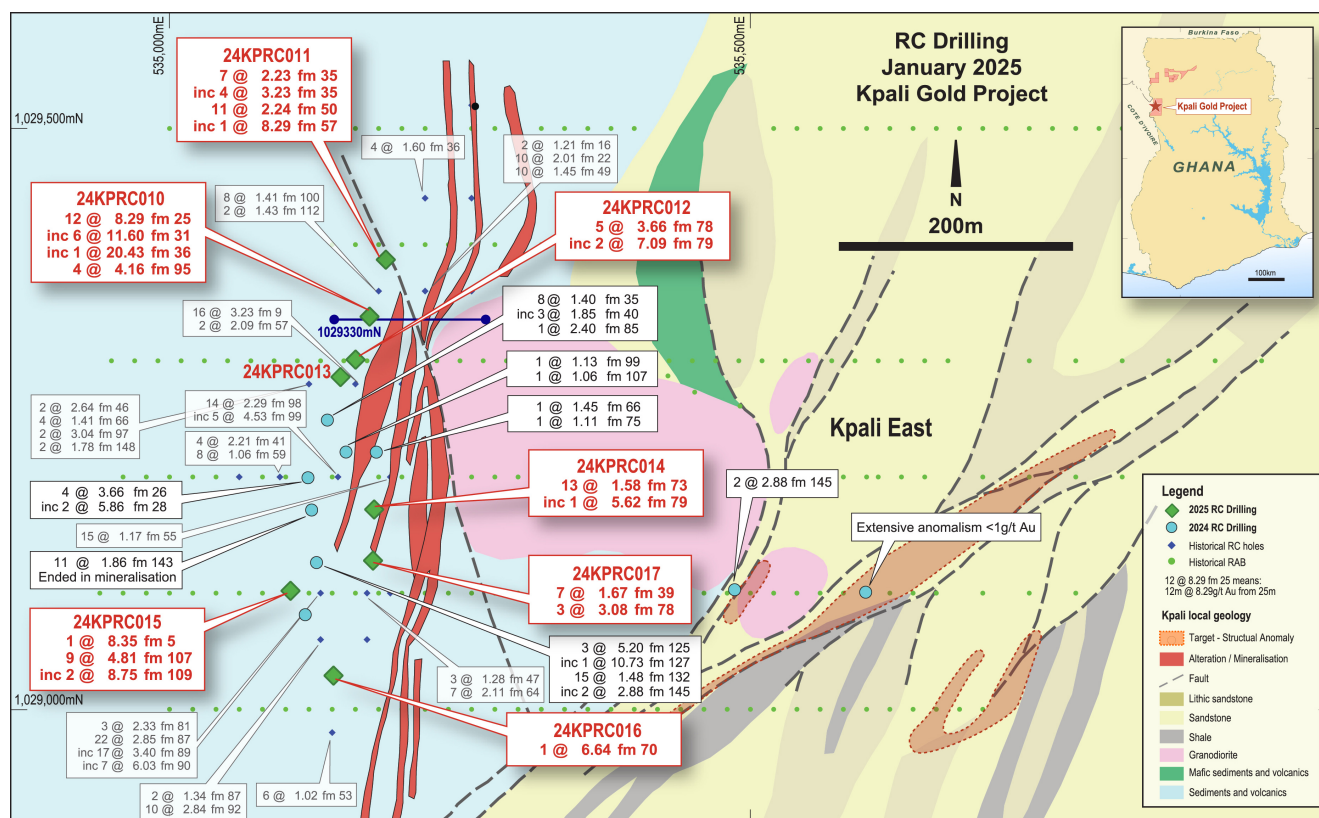 RC Drilling
January 2025
Kpali Gold Project
535,000mE
535,500mE
1,029,500mN
1,029,000mN
N
200m
Burkina Faso
COTE D'IVOIRE
Kpali Gold Project
GHANA
100km
24KPRC011
7 @ 2.23 fm 35
inc 4 @ 3.23 fm 35
11 @ 2.24 fm 50
inc 1 @ 8.29 fm 57
4 @ 1.60 fm 36
2 @ 1.21 fm 16
10 @ 2.01 fm 22
10 @ 1.45 fm 49
24KPRC010
12 @ 8.29 fm 25
inc 6 @ 11.60 fm 31
inc 1 @ 20.43 fm 36
4 @ 4.16 fm 95
8 @ 1.41 fm 100
2 @ 1.43 fm 112
24KPRC012
5 @ 3.66 fm 78
inc 2 @ 7.09 fm 79
16 @ 3.23 fm 9
2 @ 2.09 fm 57
1029330mN
8 @ 1.40 fm 35
inc 3 @ 1.85 fm 40
1 @ 2.40 fm 85
24KPRC013
1 @ 1.13 fm 99
1 @ 1.06 fm 107
2 @ 2.64 fm 46
4 @ 1.41 fm 66
2 @ 3.04 fm 97
2 @ 1.78 fm 148
14 @ 2.29 fm 98
inc 5 @ 4.53 fm 99
1 @ 1.45 fm 66
1 @ 1.11 fm 75
Kpali East
4 @ 2.21 fm 41
8 @ 1.06 fm 59
24KPRC014
13 @ 1.58 fm 73
inc 1 @ 5.62 fm 79
2 @ 2.88 fm 145
4 @ 3.66 fm 26
inc 2 @ 5.86 fm 28
Extensive anomalism <1g/t Au
15 @ 1.17 fm 55
11 @ 1.86 fm 143
Ended in mineralisation
24KPRC017
7 @ 1.67 fm 39
3 @ 3.08 fm 78
24KPRC015
1 @ 8.35 fm 5
9 @ 4.81 fm 107
inc 2 @ 8.75 fm 109
3 @ 5.20 fm 125
inc 1 @ 10.73 fm 127
15 @ 1.48 fm 132
inc 2 @ 2.88 fm 145
3 @ 1.28 fm 47
7 @ 2.11 fm 64
24KPRC016
1 @ 6.64 fm 70
3 @ 2.33 fm 81
22 @ 2.85 fm 87
inc 17 @ 3.40 fm 89
inc 7 @ 6.03 fm 90
2 @ 1.34 fm 87
10 @ 2.84 fm 92
6 @ 1.02 fm 53
Legend
2025 RC Drilling
2024 RC Drilling
Historical RC holes
Historical RAB
12 @ 8.29 fm 25 means:
12m @ 8.29g/t Au from 25m
Kpali local geology
Target - Structual Anomaly
Alteration / Mineralisation
Fault
Lithic sandstone
Sandstone
Shale
Granodiorite
Mafic sediments and volcanics
Sediments and volcanics